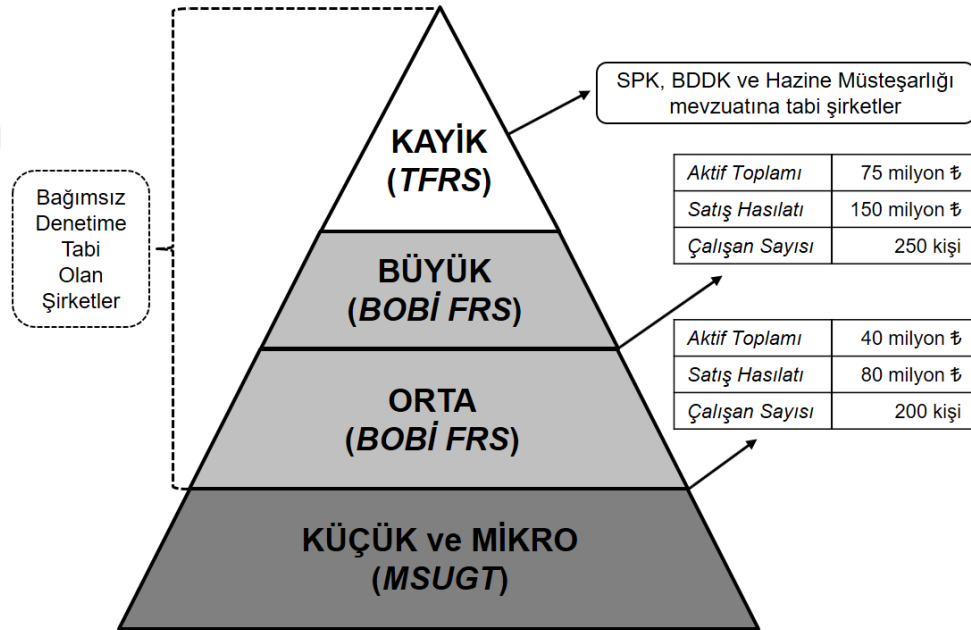 SPK, BDDK ve Hazine Müsteşarlığı
mevzuatına tabi şirketler
KAYİK
(TFRS)
Bağımsız
Denetime
Tabi
Olan
Şirketler
Aktif Toplamı 75 milyon ₺
Satış Hasılatı 150 milyon ₺
Çalışan Sayısı 250 kişi
BÜYÜK
(BOBİ FRS)
Aktif Toplamı 40 milyon ₺
Satış Hasılatı 80 milyon ₺
Çalışan Sayısı 200 kişi
ORTA
(BOBİ FRS)
KÜÇÜK ve MİKRO
(MSUGT)